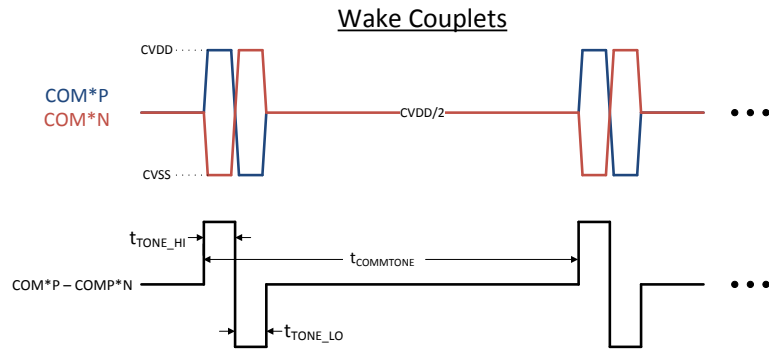 Wake Couplets
CVDD
COM*P
COM*N
CVDD/2
CVSS
tTONE_HI
tCOMMTONE
COM*P – COMP*N
tTONE_LO